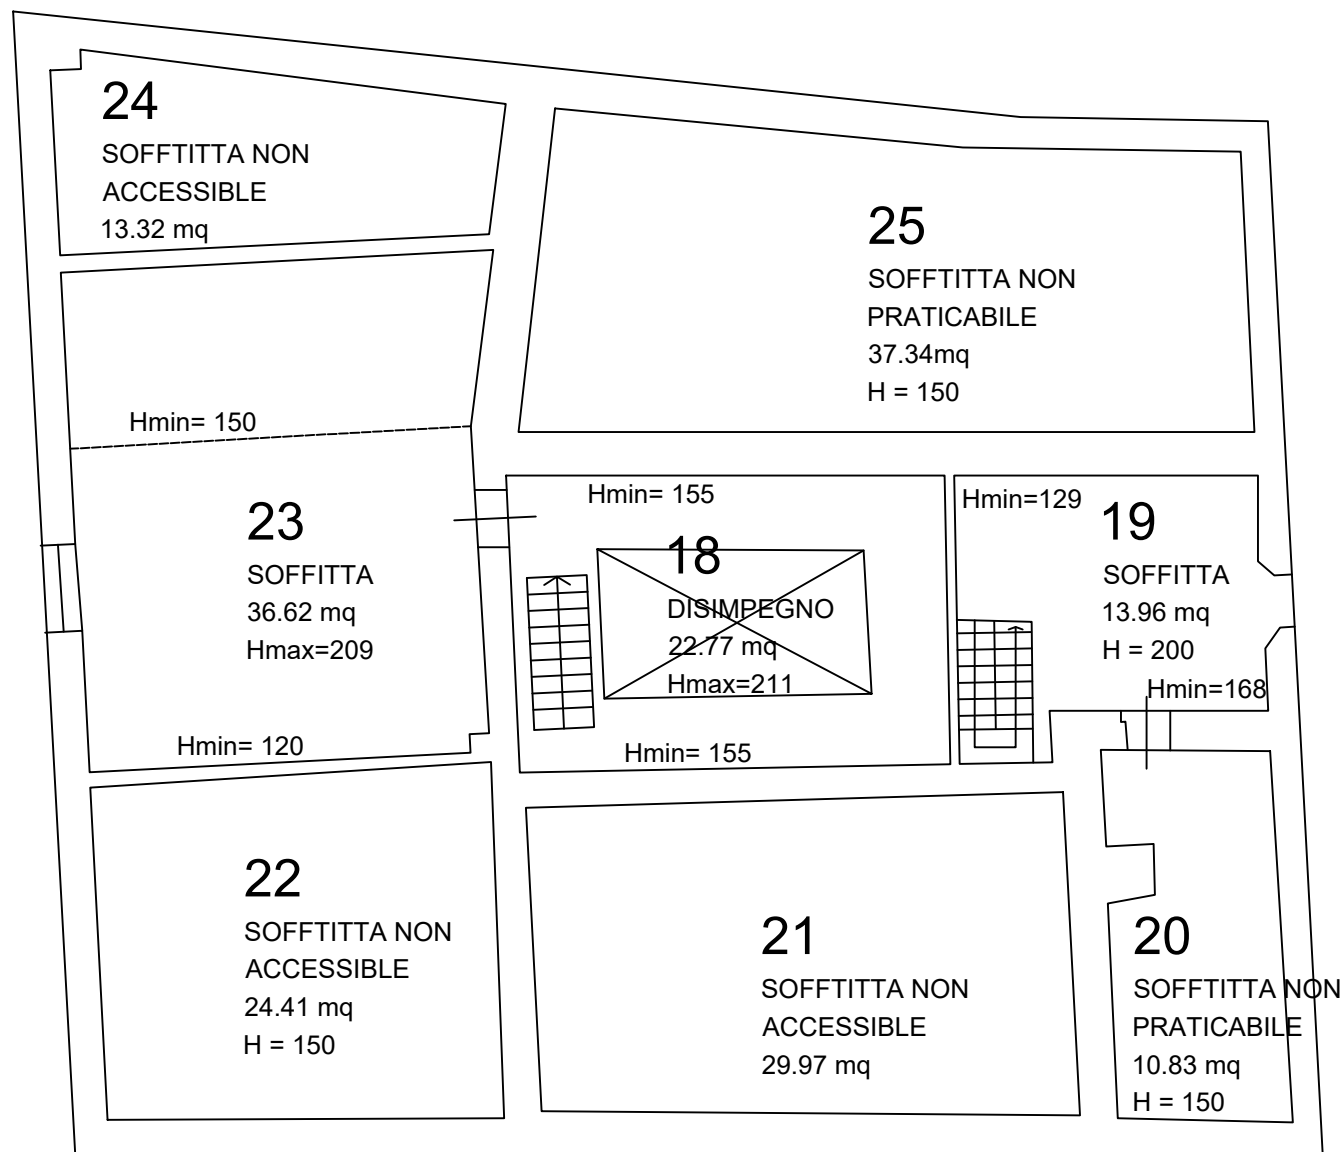 24
SOFFTITTA NON
ACCESSIBLE
13.32 mq
25
SOFFTITTA NON
PRATICABILE
37.34mq
H = 150
Hmin= 150
23
SOFFITTA
36.62 mq
Hmax=209
Hmin= 120
Hmin= 155
18
DISIMPEGNO
22.77 mq
Hmax=211
Hmin= 155
Hmin=129
19
SOFFITTA
13.96 mq
H = 200
Hmin=168
22
SOFFTITTA NON
ACCESSIBLE
24.41 mq
H = 150
21
SOFFTITTA NON
ACCESSIBLE
29.97 mq
20
SOFFTITTA NON
PRATICABILE
10.83 mq
H = 150